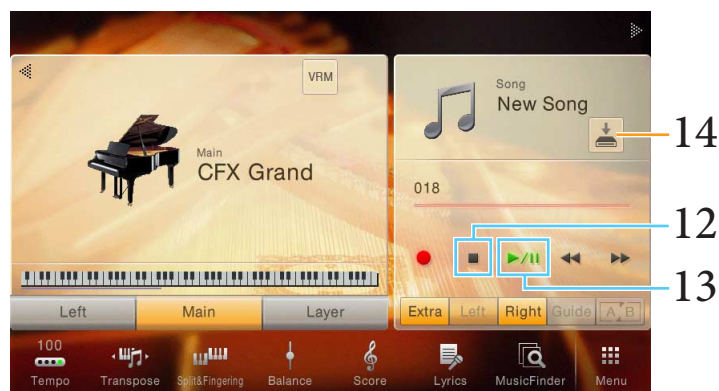 VRM
Main
CFX Grand
Left
Main
Layer
Song
New Song
14
018
12
13
Extra
Left
Right
Guide
A B
100
Tempo
Transpose
Split&Fingering
Balance
Score
Lyrics
MusicFinder
Menu